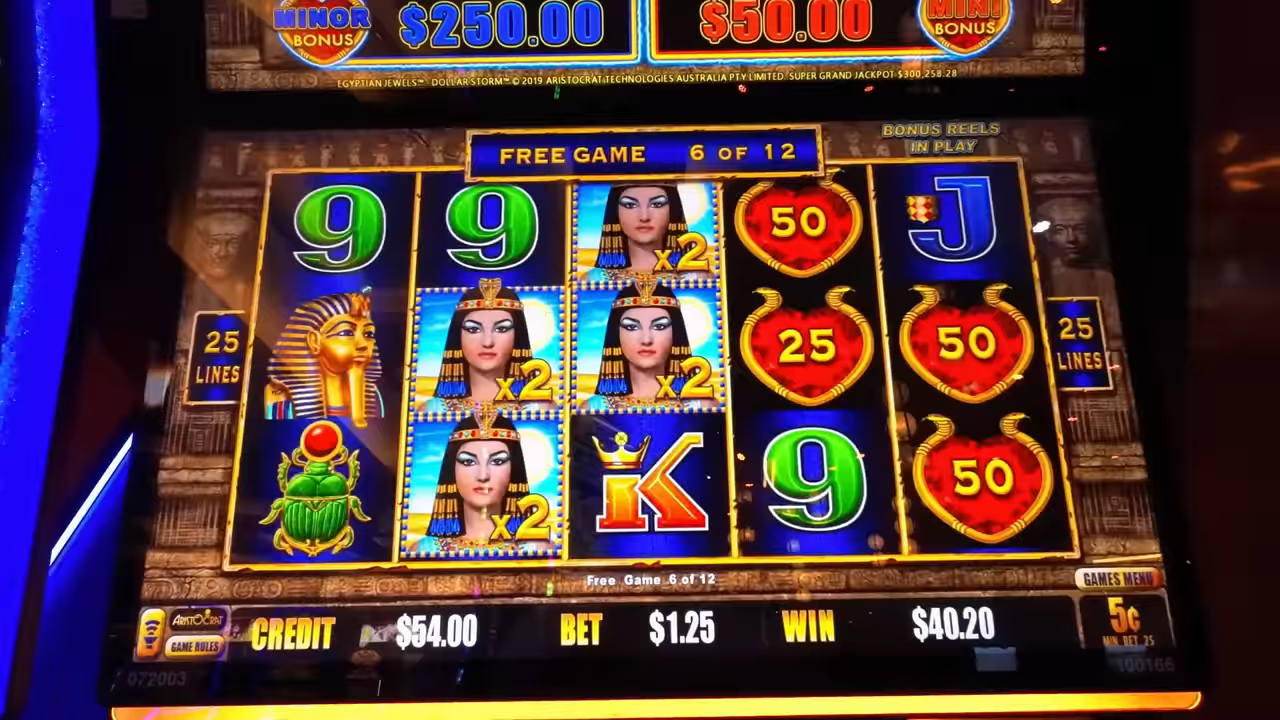 MINOR
BONUS
$250.00
$50.00
MINI
BONUS
EGYPTIAN JEWELS™ DOLLAR STORM™ © 2019 ARISTOCRAT TECHNOLOGIES AUSTRALIA PTY LIMITED. SUPER GRAND JACKPOT $300,258.28
FREE GAME 6 OF 12
BONUS REELS
IN PLAY
9
9
x2
50
J
25
LINES
x2
x2
25
50
25
LINES
x2
K
9
50
Free Game 6 of 12
GAMES MENU
ARISTOCRAT
GAME RULES
CREDIT
$54.00
BET
$1.25
WIN
$40.20
5¢
MIN BET 25
072003
100166